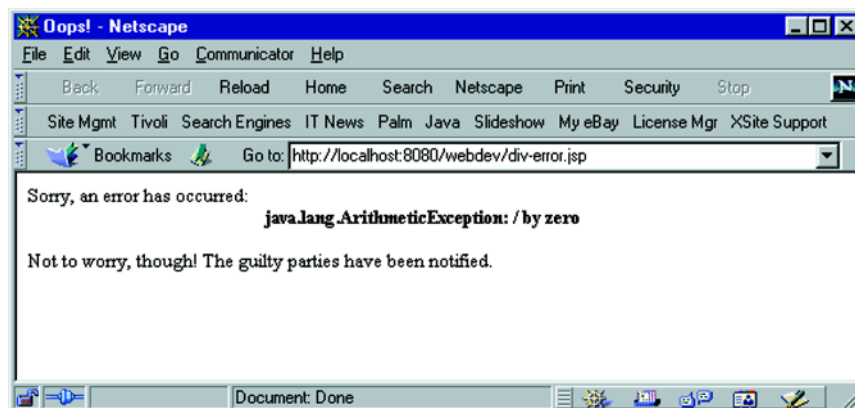 Oops! - Netscape
File Edit View Go Communicator Help
Back Forward Reload Home Search Netscape Print Security Stop N
Site Mgmt Tivoli Search Engines IT News Palm Java Slideshow My eBay License Mgr XSite Support
Bookmarks Go to: http://localhost:8080/webdev/div-error.jsp
Sorry, an error has occurred:
java.lang.ArithmeticException: / by zero
Not to worry, though! The guilty parties have been notified.
Document: Done